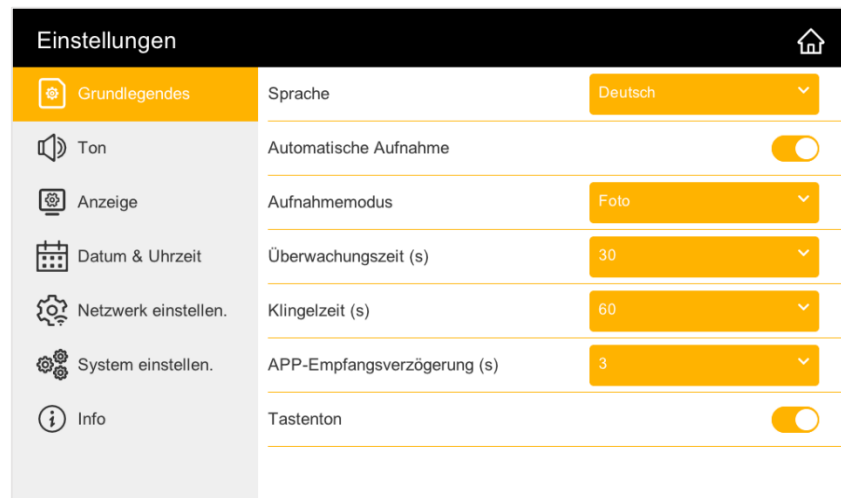 Einstellungen
Grundlegendes
Sprache
Deutsch
Ton
Automatische Aufnahme
Anzeige
Aufnahmemodus
Foto
Datum & Uhrzeit
Überwachungszeit (s)
30
Netzwerk einstellen.
Klingelzeit (s)
60
System einstellen.
APP-Empfangsverzögerung (s)
3
Info
Tastenton